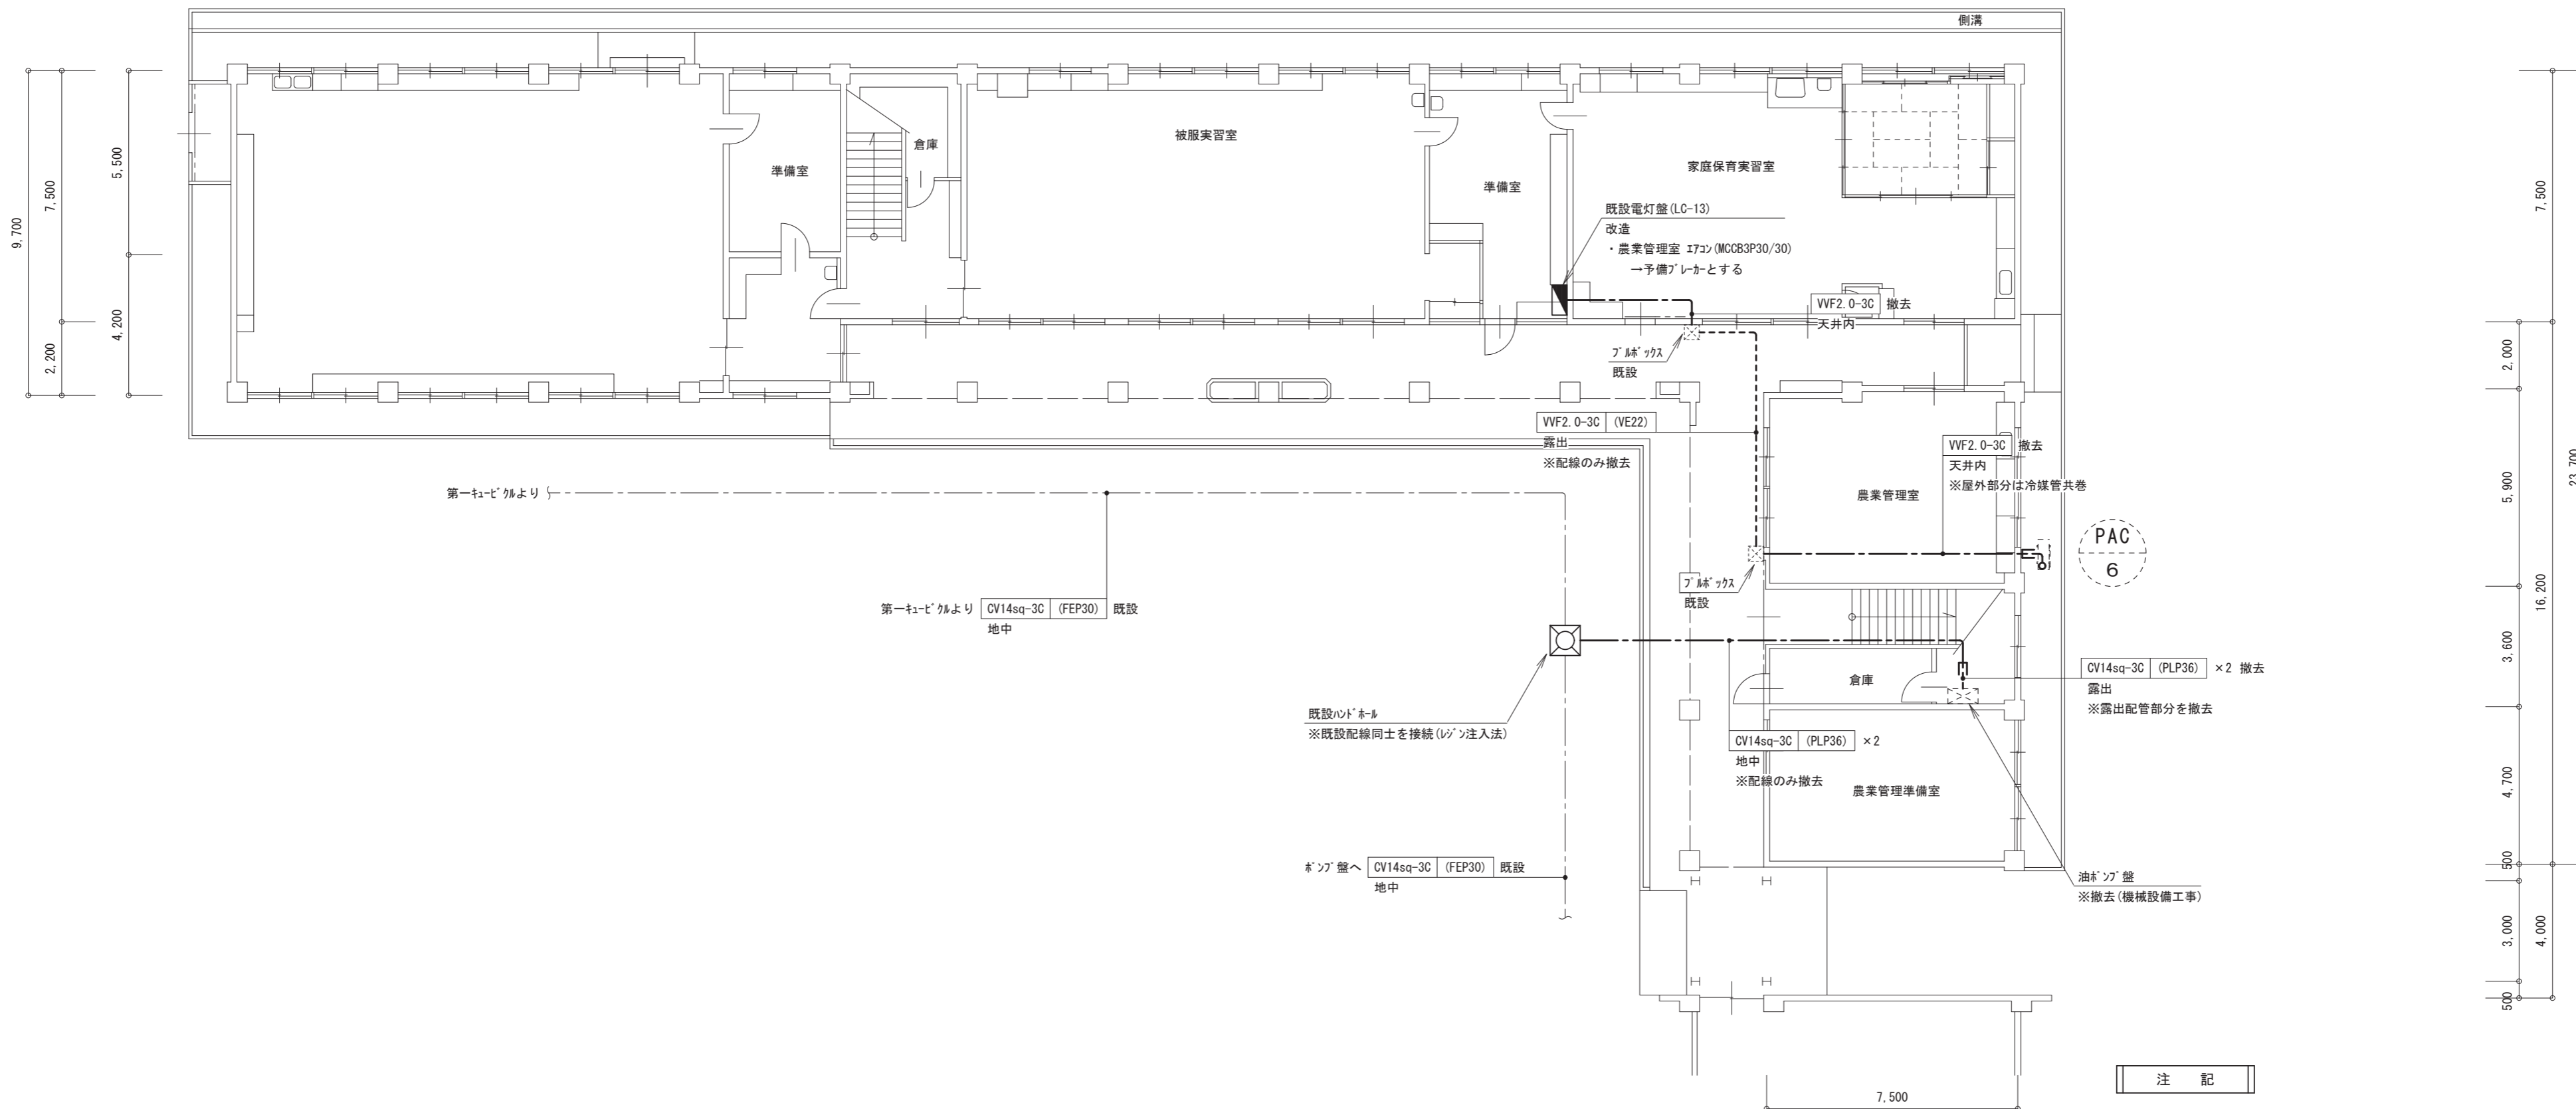 側溝
9,700
7,500
2,200
5,500
4,200
準備室
倉庫
被服実習室
準備室
家庭保育実習室
既設電灯盤(LC-13)
改造
・農業管理室 ｴｱｺﾝ(MCCB3P30/30)
→予備ﾌﾞﾚｰｶｰとする
VVF2.0-3C 撤去
天井内
ﾌﾟﾙﾎﾞｯｸｽ
既設
VVF2.0-3C (VE22)
露出
※配線のみ撤去
VVF2.0-3C 撤去
天井内
※屋外部分は冷媒管共巻
農業管理室
PAC
6
第一ｷｭｰﾋﾞｸﾙより
第一ｷｭｰﾋﾞｸﾙより CV14sq-3C (FEP30) 既設
地中
ﾌﾟﾙﾎﾞｯｸｽ
既設
倉庫
CV14sq-3C (PLP36) ×2 撤去
露出
※露出配管部分を撤去
既設ﾊﾝﾄﾞﾎｰﾙ
※既設配線同士を接続(ﾚｼﾞﾝ注入法)
CV14sq-3C (PLP36) ×2
地中
※配線のみ撤去
農業管理準備室
ﾎﾟﾝﾌﾟ盤へ CV14sq-3C (FEP30) 既設
地中
油ﾎﾟﾝﾌﾟ盤
※撤去(機械設備工事)
7,500
2,000
5,900
3,600
4,700
500
3,000
500
16,200
4,000
23,700
7,500
注 記